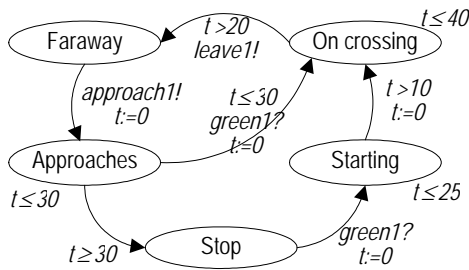 t≤40
Faraway
t >20
leave1!
On crossing
approach1!
t:=0
t≤30
green1?
t:=0
t >10
t:=0
Approaches
Starting
t≤30
t≤25
t≥30
Stop
green1?
t:=0